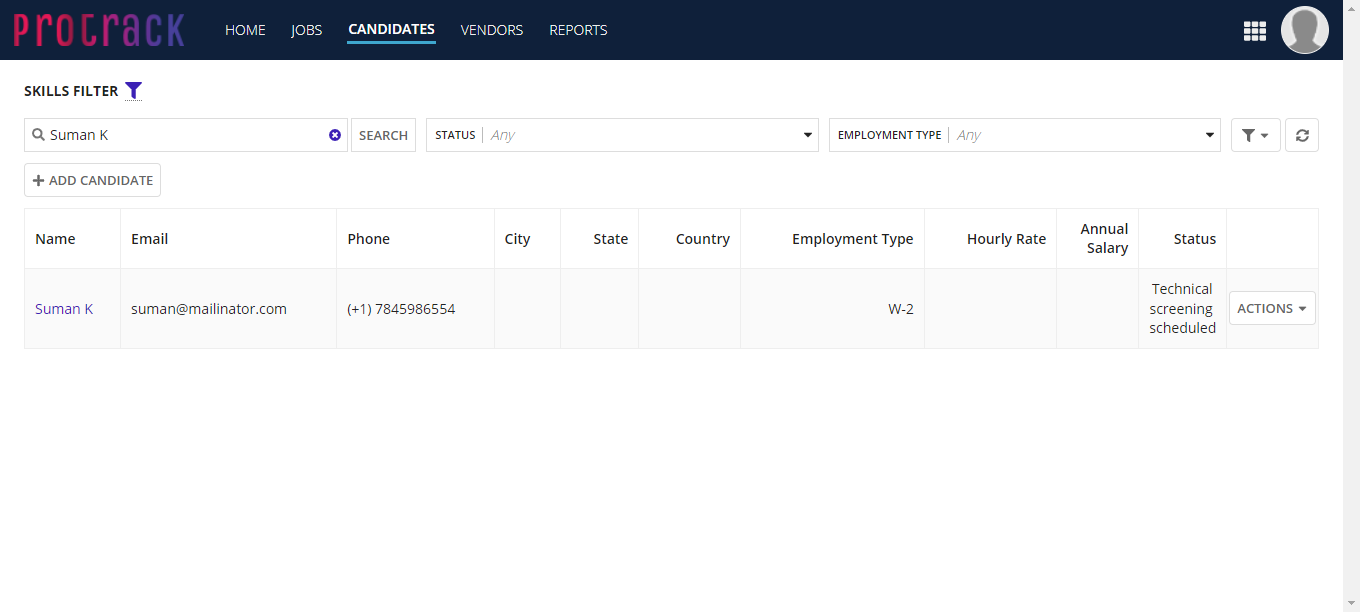 protrack HOME JOBS CANDIDATES VENDORS REPORTS
SKILLS FILTER
Suman K SEARCH STATUS Any EMPLOYMENT TYPE Any
ADD CANDIDATE
Name Email Phone City State Country Employment Type Hourly Rate Annual Salary Status
Suman K suman@mailinator.com (+1) 7845986554 W-2 Technical screening scheduled ACTIONS